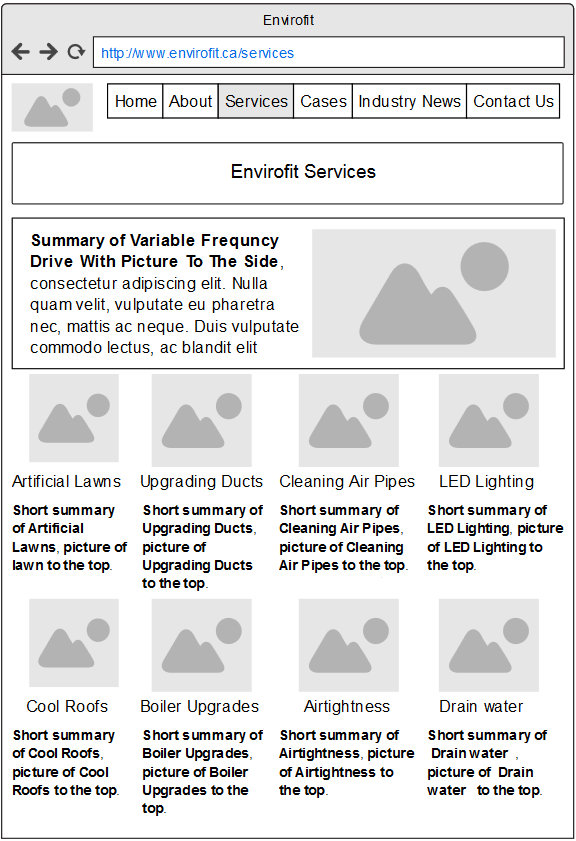 Envirofit
http://www.envirofit.ca/services
Home About Services Cases Industry News Contact Us
Envirofit Services
Summary of Variable Frequncy
Drive With Picture To The Side,
consectetur adipiscing elit. Nulla
quam velit, vulputate eu pharetra
nec, mattis ac neque. Duis vulputate
commodo lectus, ac blandit elit
Artificial Lawns
Short summary
of Artificial
Lawns, picture of
lawn to the top.
Upgrading Ducts
Short summary of
Upgrading Ducts,
picture of
Upgrading Ducts
to the top.
Cleaning Air Pipes
Short summary of
Cleaning Air Pipes,
picture of Cleaning
Air Pipes to the top.
LED Lighting
Short summary of
LED Lighting, picture
of LED Lighting to
the top.
Cool Roofs
Short summary
of Cool Roofs,
picture of Cool
Roofs to the top.
Boiler Upgrades
Short summary of
Boiler Upgrades,
picture of Boiler
Upgrades to the
top.
Airtightness
Short summary of
Airtightness, picture
of Airtightness to
the top.
Drain water
Short summary of
Drain water ,
picture of Drain
water to the top.